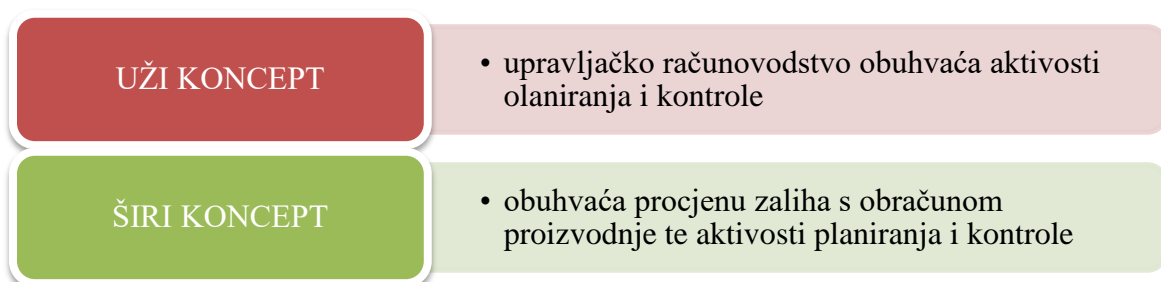 UŽI KONCEPT
• upravljačko računovodstvo obuhvaća aktivosti
olaniranja i kontrole
ŠIRI KONCEPT
• obuhvaća procjenu zaliha s obračunom
proizvodnje te aktivosti planiranja i kontrole